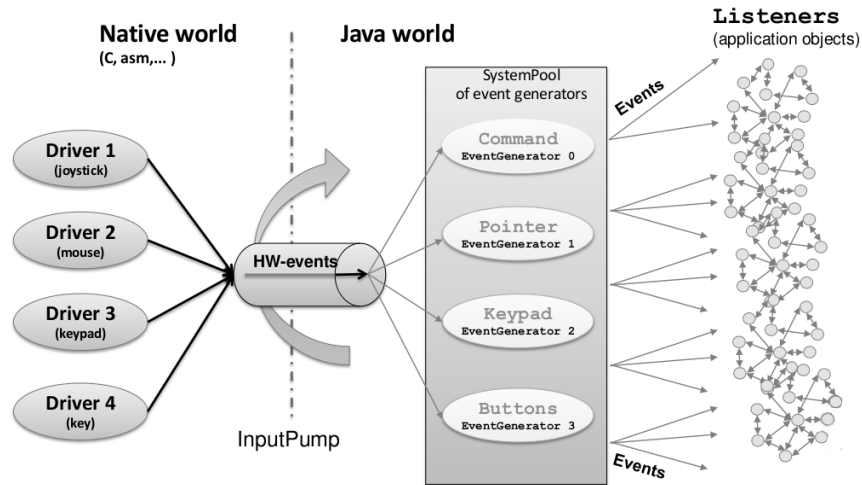 Native world
(C, asm,... )
Java world
Listeners
(application objects)
SystemPool
of event generators
Events
Driver 1
(joystick)
Command
EventGenerator 0
Driver 2
(mouse)
Pointer
EventGenerator 1
HW-events
Driver 3
(keypad)
Keypad
EventGenerator 2
Driver 4
(key)
Buttons
EventGenerator 3
InputPump
Events